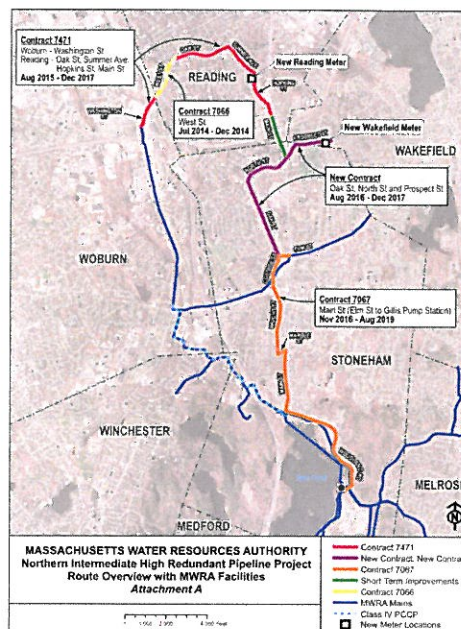 Contract 7471
Woburn - Washington St
Reading - Oak St, Summer Ave.
Hopkins St, Main St
Aug 2015 - Dec 2017
READING
New Reading Meter
Contract 7066
West St
Jul 2014 - Dec 2014
New Wakefield Meter
WAKEFIELD
New Contract
Oak St, North St and Prospect St
Aug 2016 - Dec 2017
WOBURN
Contract 7067
Main St (Elm St to Gillis Pump Station)
Nov 2016 - Aug 2019
STONEHAM
WINCHESTER
MELROSE
MEDFORD
N
MASSACHUSETTS WATER RESOURCES AUTHORITY
Northern Intermediate High Redundant Pipeline Project
Route Overview with MWRA Facilities
Attachment A
Contract 7471
New Contract, New Contra
Contract 7067
Short Term Improvements
Contract 7066
MWRA Mains
Class IV PCCP
New Meter Locations